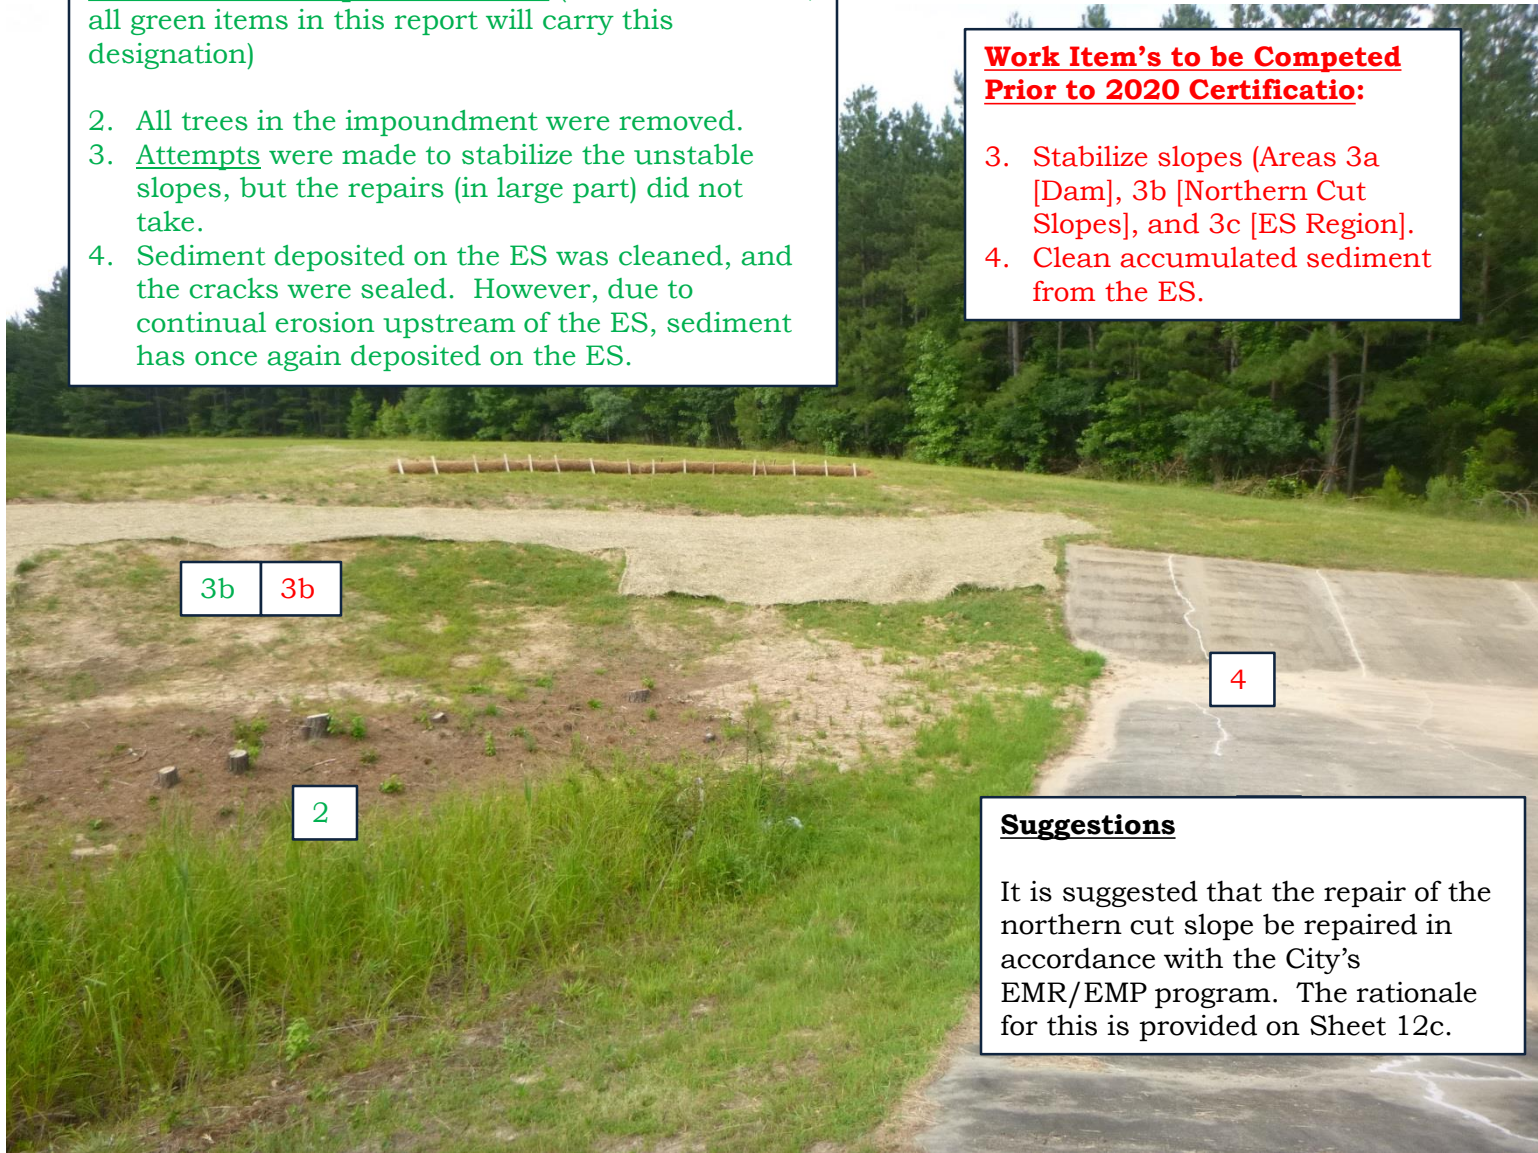 all green items in this report will carry this
designation)
2. All trees in the impoundment were removed.
3. Attempts were made to stabilize the unstable
slopes, but the repairs (in large part) did not
take.
4. Sediment deposited on the ES was cleaned, and
the cracks were sealed. However, due to
continual erosion upstream of the ES, sediment
has once again deposited on the ES.
Work Item's to be Competed
Prior to 2020 Certificatio:
3. Stabilize slopes (Areas 3a
[Dam], 3b [Northern Cut
Slopes], and 3c [ES Region].
4. Clean accumulated sediment
from the ES.
3b 3b
4
2
Suggestions
It is suggested that the repair of the
northern cut slope be repaired in
accordance with the City's
EMR/EMP program. The rationale
for this is provided on Sheet 12c.